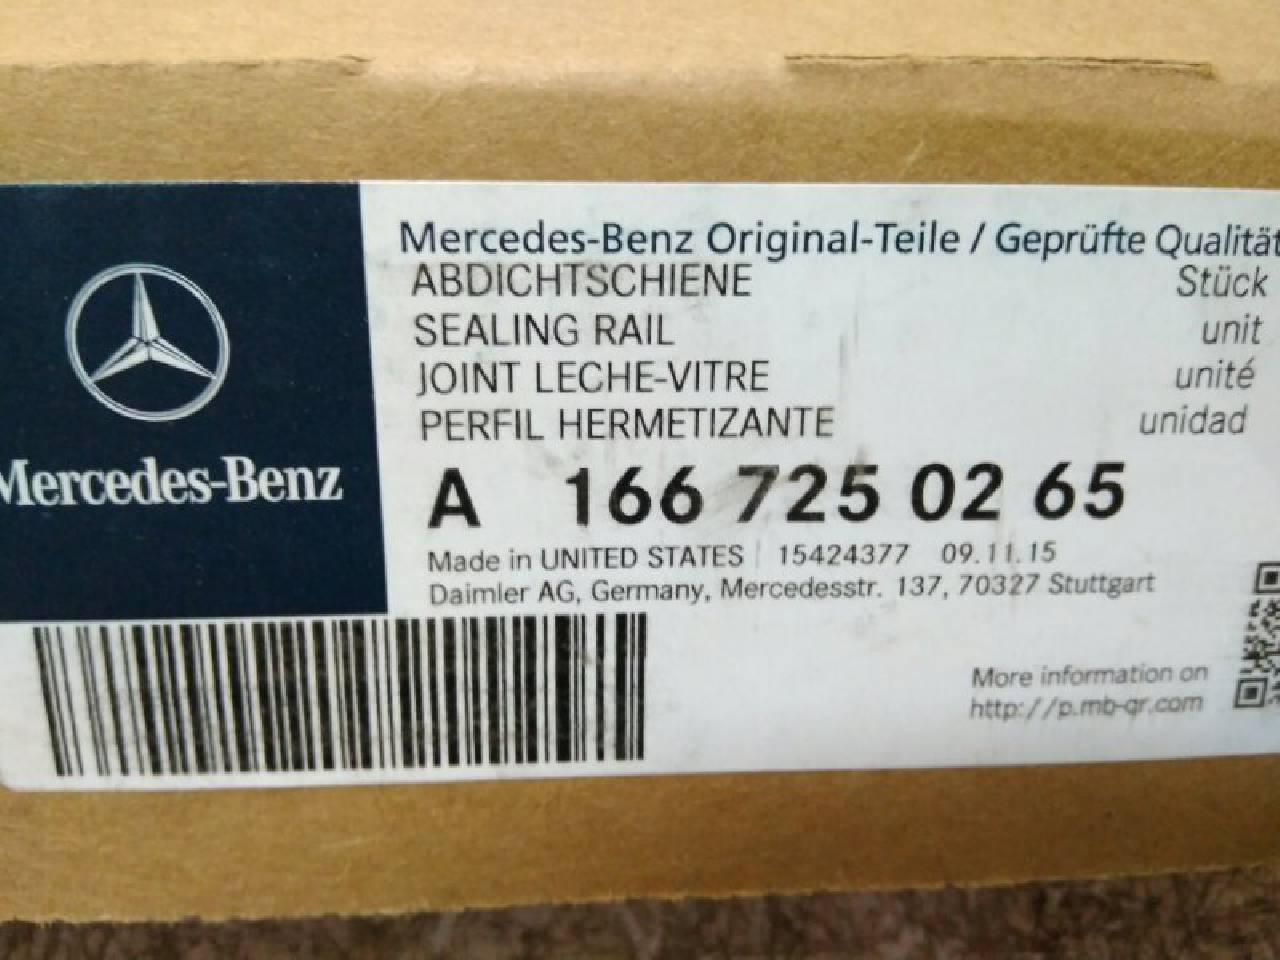 Mercedes-Benz
Mercedes-Benz Original-Teile / Geprüfte Qualität
ABDICHTSCHIENE Stück
SEALING RAIL unit
JOINT LECHE-VITRE unité
PERFIL HERMETIZANTE unidad
A 166 725 02 65
Made in UNITED STATES | 15424377 09.11.15
Daimler AG, Germany, Mercedesstr. 137, 70327 Stuttgart
More information on
http://p.mb-qr.com